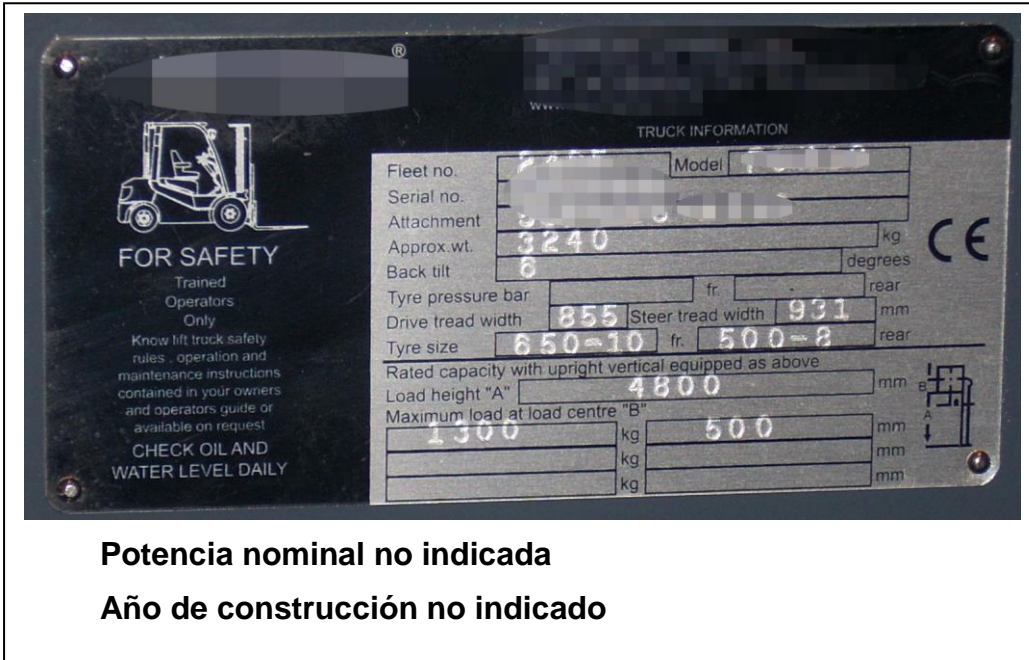 ®
www.
TRUCK INFORMATION
Fleet no. Model
Serial no.
Attachment
Approx.wt. 3240 kg
Back tilt 6 degrees
Tyre pressure bar fr. - rear
Drive tread width 855 Steer tread width 931 mm
Tyre size 650-10 fr. 500-8 rear
Rated capacity with upright vertical equipped as above
Load height "A" 4800 mm
Maximum load at load centre "B"
1300 kg 500 mm
kg mm
kg mm
CE
B
A
FOR SAFETY
Trained
Operators
Only
Know lift truck safety
rules , operation and
maintenance instructions
contained in your owners
and operators guide or
available on request
CHECK OIL AND
WATER LEVEL DAILY
Potencia nominal no indicada
Año de construcción no indicado